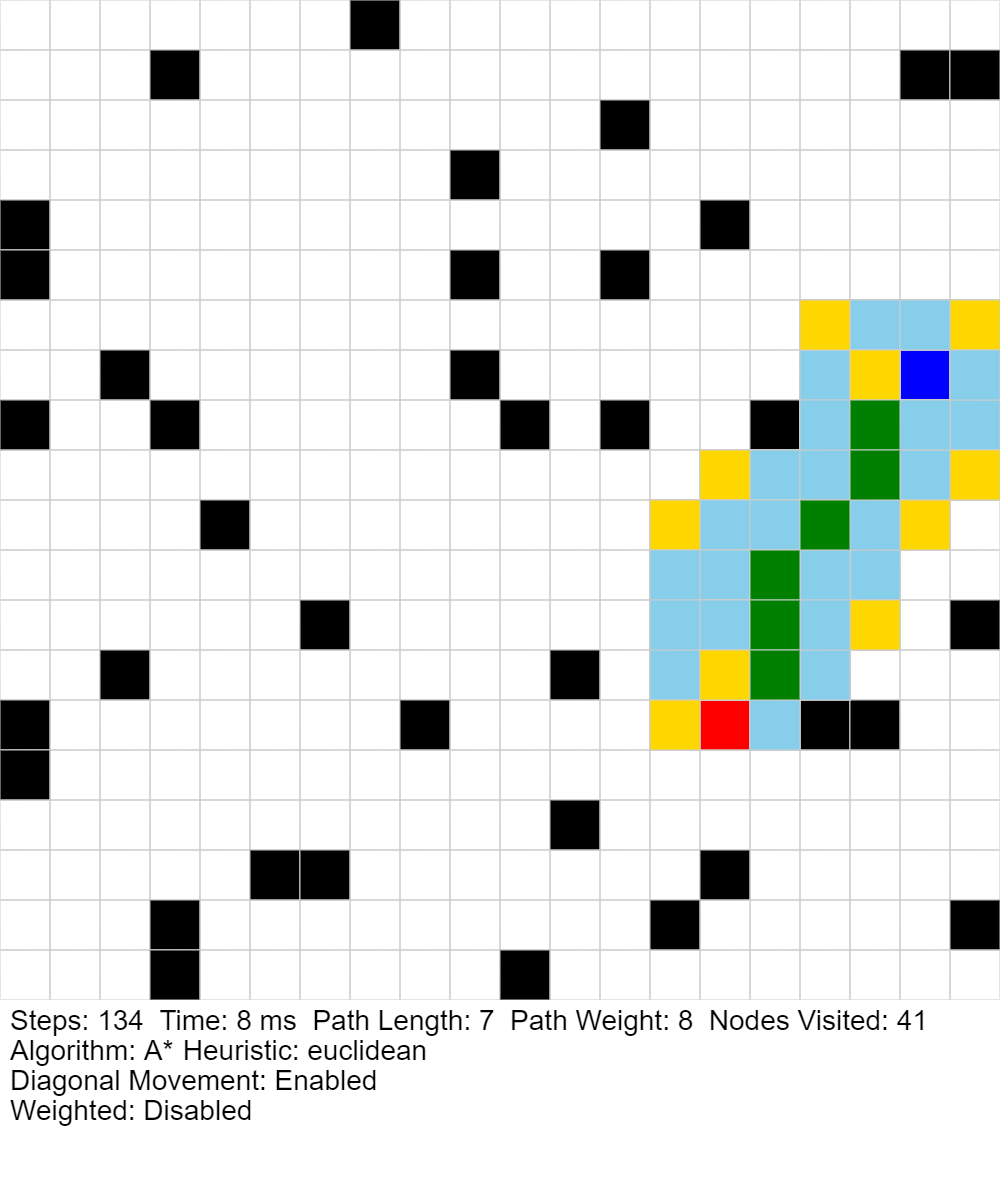 Steps: 134  Time: 8 ms  Path Length: 7  Path Weight: 8  Nodes Visited: 41
Algorithm: A* Heuristic: euclidean
Diagonal Movement: Enabled
Weighted: Disabled